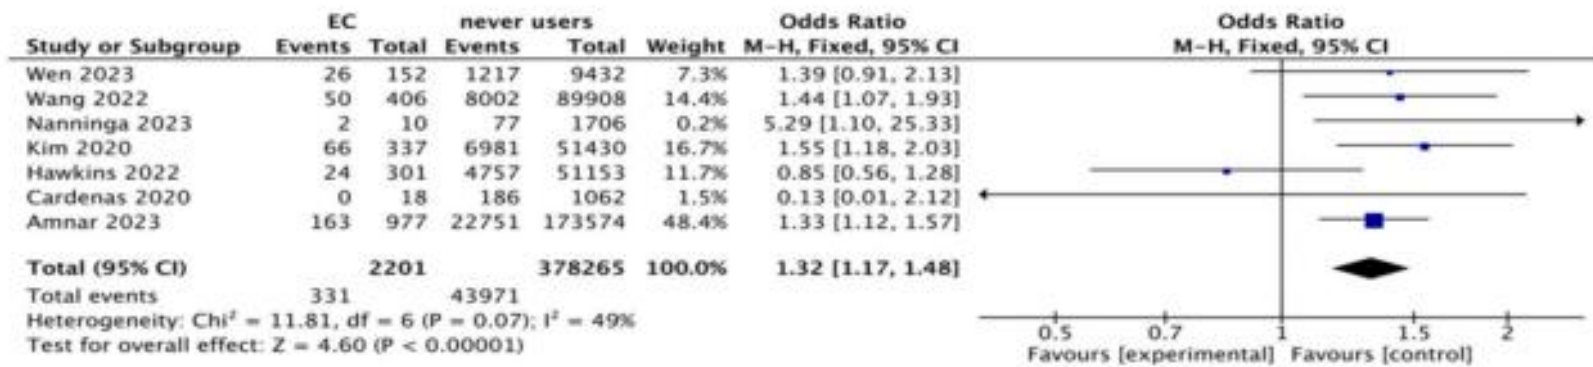 EC never users Odds Ratio Odds Ratio
Study or Subgroup Events Total Events Total Weight M-H, Fixed, 95% CI M-H, Fixed, 95% CI
Wen 2023 26 152 1217 9432 7.3% 1.39 [0.91, 2.13]
Wang 2022 50 406 8002 89908 14.4% 1.44 [1.07, 1.93]
Nanninga 2023 2 10 77 1706 0.2% 5.29 [1.10, 25.33]
Kim 2020 66 337 6981 51430 16.7% 1.55 [1.18, 2.03]
Hawkins 2022 24 301 4757 51153 11.7% 0.85 [0.56, 1.28]
Cardenas 2020 0 18 186 1062 1.5% 0.13 [0.01, 2.12]
Amnar 2023 163 977 22751 173574 48.4% 1.33 [1.12, 1.57]
Total (95% CI) 2201 378265 100.0% 1.32 [1.17, 1.48]
Total events 331 43971
Heterogeneity: Chi² = 11.81, df = 6 (P = 0.07); I² = 49%
Test for overall effect: Z = 4.60 (P < 0.00001)
0.5 0.7 1 1.5 2
Favours [experimental] Favours [control]